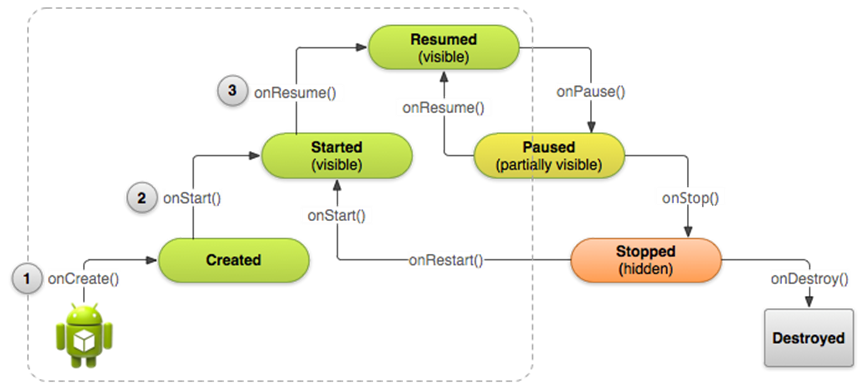 Resumed
(visible)
3
onResume()
onResume()
onPause()
Started
(visible)
Paused
(partially visible)
2
onStart()
onStart()
onStop()
Created
onRestart()
Stopped
(hidden)
1
onCreate()
onDestroy()
Destroyed